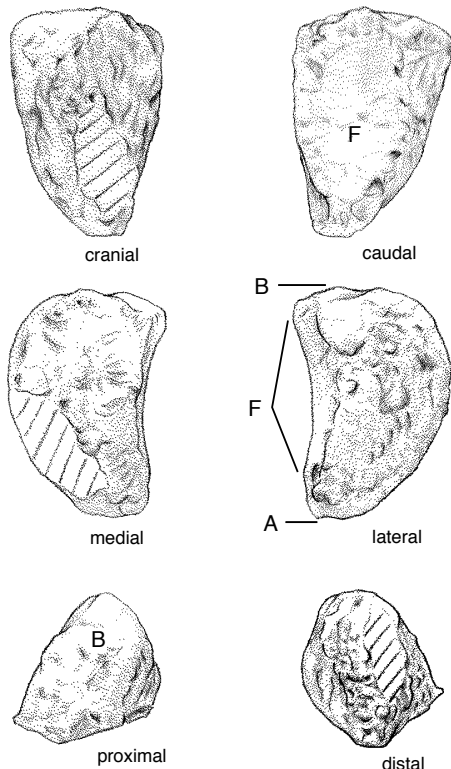 F
cranial
caudal
B
F
A
medial
lateral
B
proximal
distal